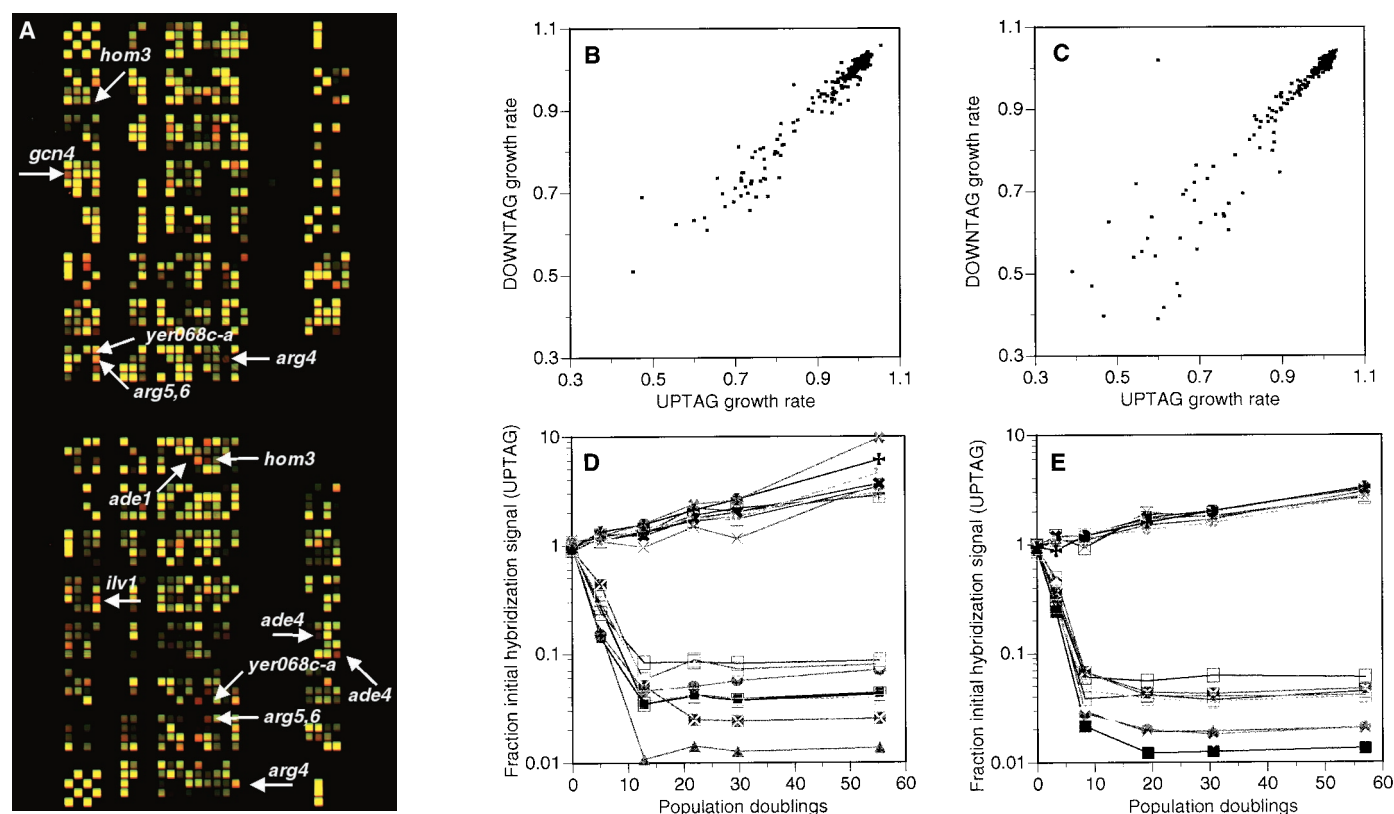 A
hom3
gcn4
yer068c-a
arg4
arg5,6
hom3
ade1
ilv1
ade4
yer068c-a
ade4
arg5,6
arg4
B
DOWNTAG growth rate
1.1
0.9
0.7
0.5
0.3
0.3 0.5 0.7 0.9 1.1
UPTAG growth rate
C
DOWNTAG growth rate
1.1
0.9
0.7
0.5
0.3
0.3 0.5 0.7 0.9 1.1
UPTAG growth rate
D
Fraction initial hybridization signal (UPTAG)
10
1
0.1
0.01
0 10 20 30 40 50 60
Population doublings
E
Fraction initial hybridization signal (UPTAG)
10
1
0.1
0.01
0 10 20 30 40 50 60
Population doublings